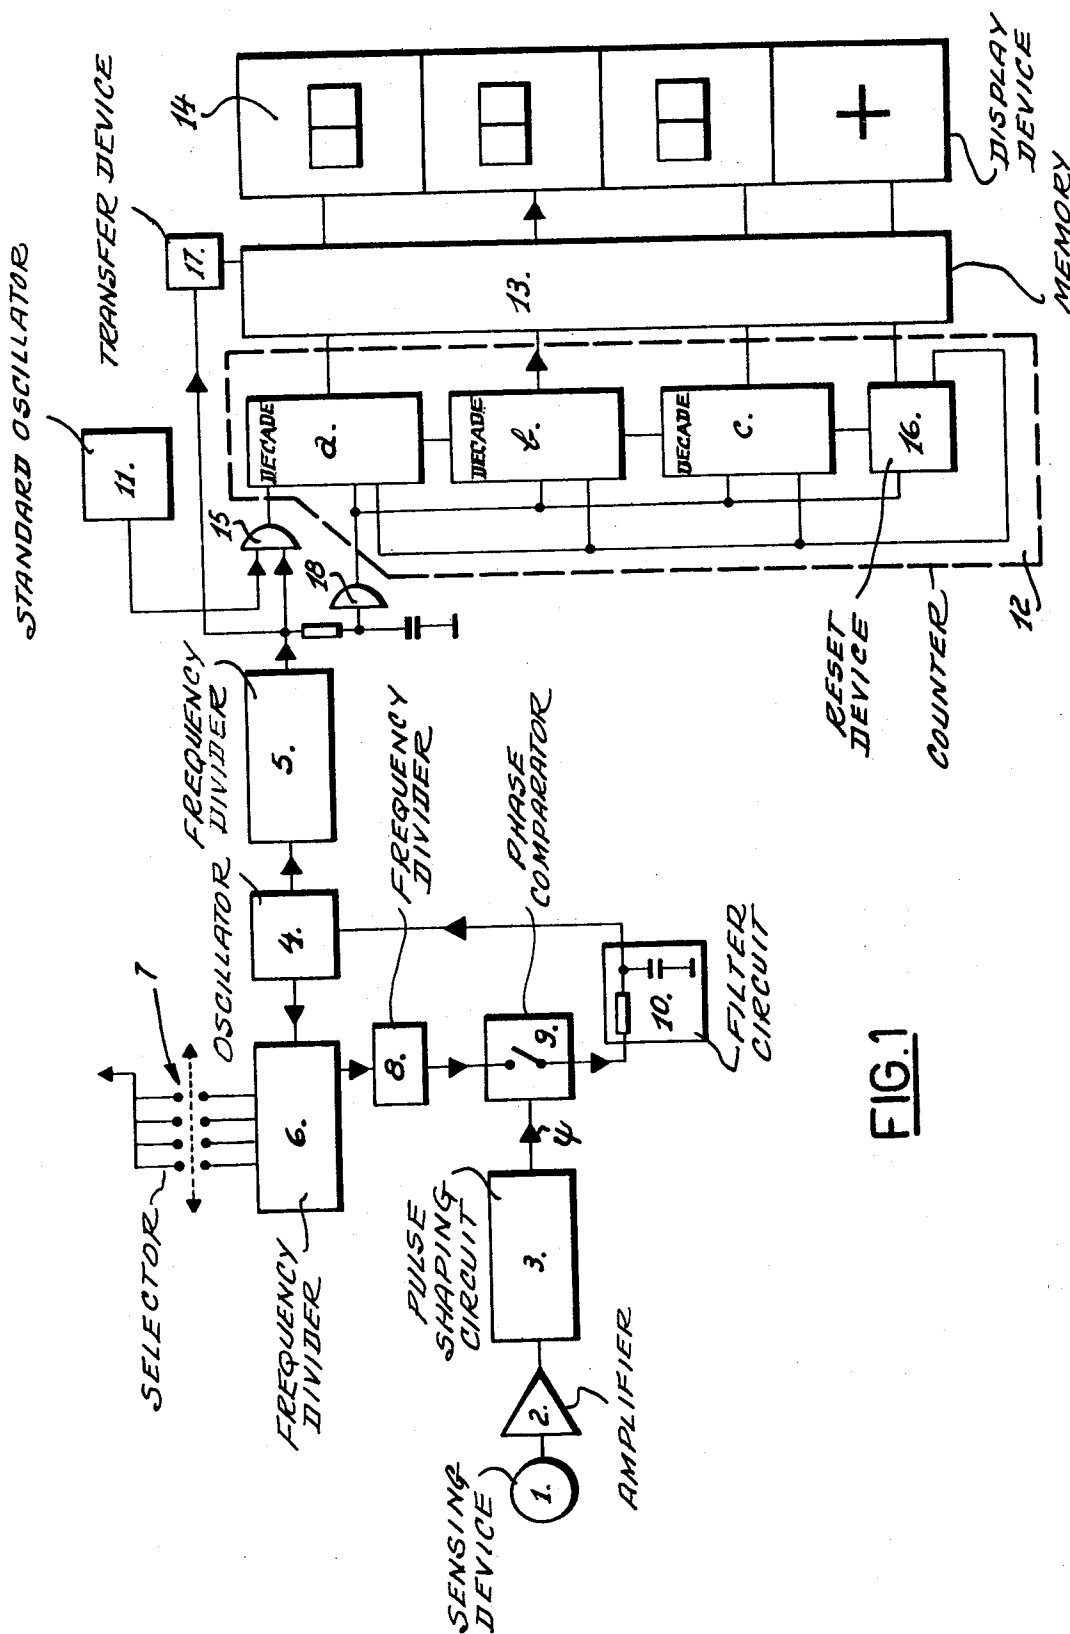 STANDARD OSCILLATOR
TRANSFER DEVICE
11.
17.
14
15
18
DECADE
a.
DECADE
b.
DECADE
c.
16.
13.
12
RESET
DEVICE
COUNTER
MEMORY
DISPLAY
DEVICE
SELECTOR
7
OSCILLATOR
FREQUENCY
DIVIDER
4.
5.
6.
FREQUENCY
DIVIDER
8.
FREQUENCY
DIVIDER
9.
PHASE
COMPARATOR
10.
FILTER
CIRCUIT
PULSE
SHAPING
CIRCUIT
3.
ψ
SENSING
DEVICE
1.
2.
AMPLIFIER
FIG.1